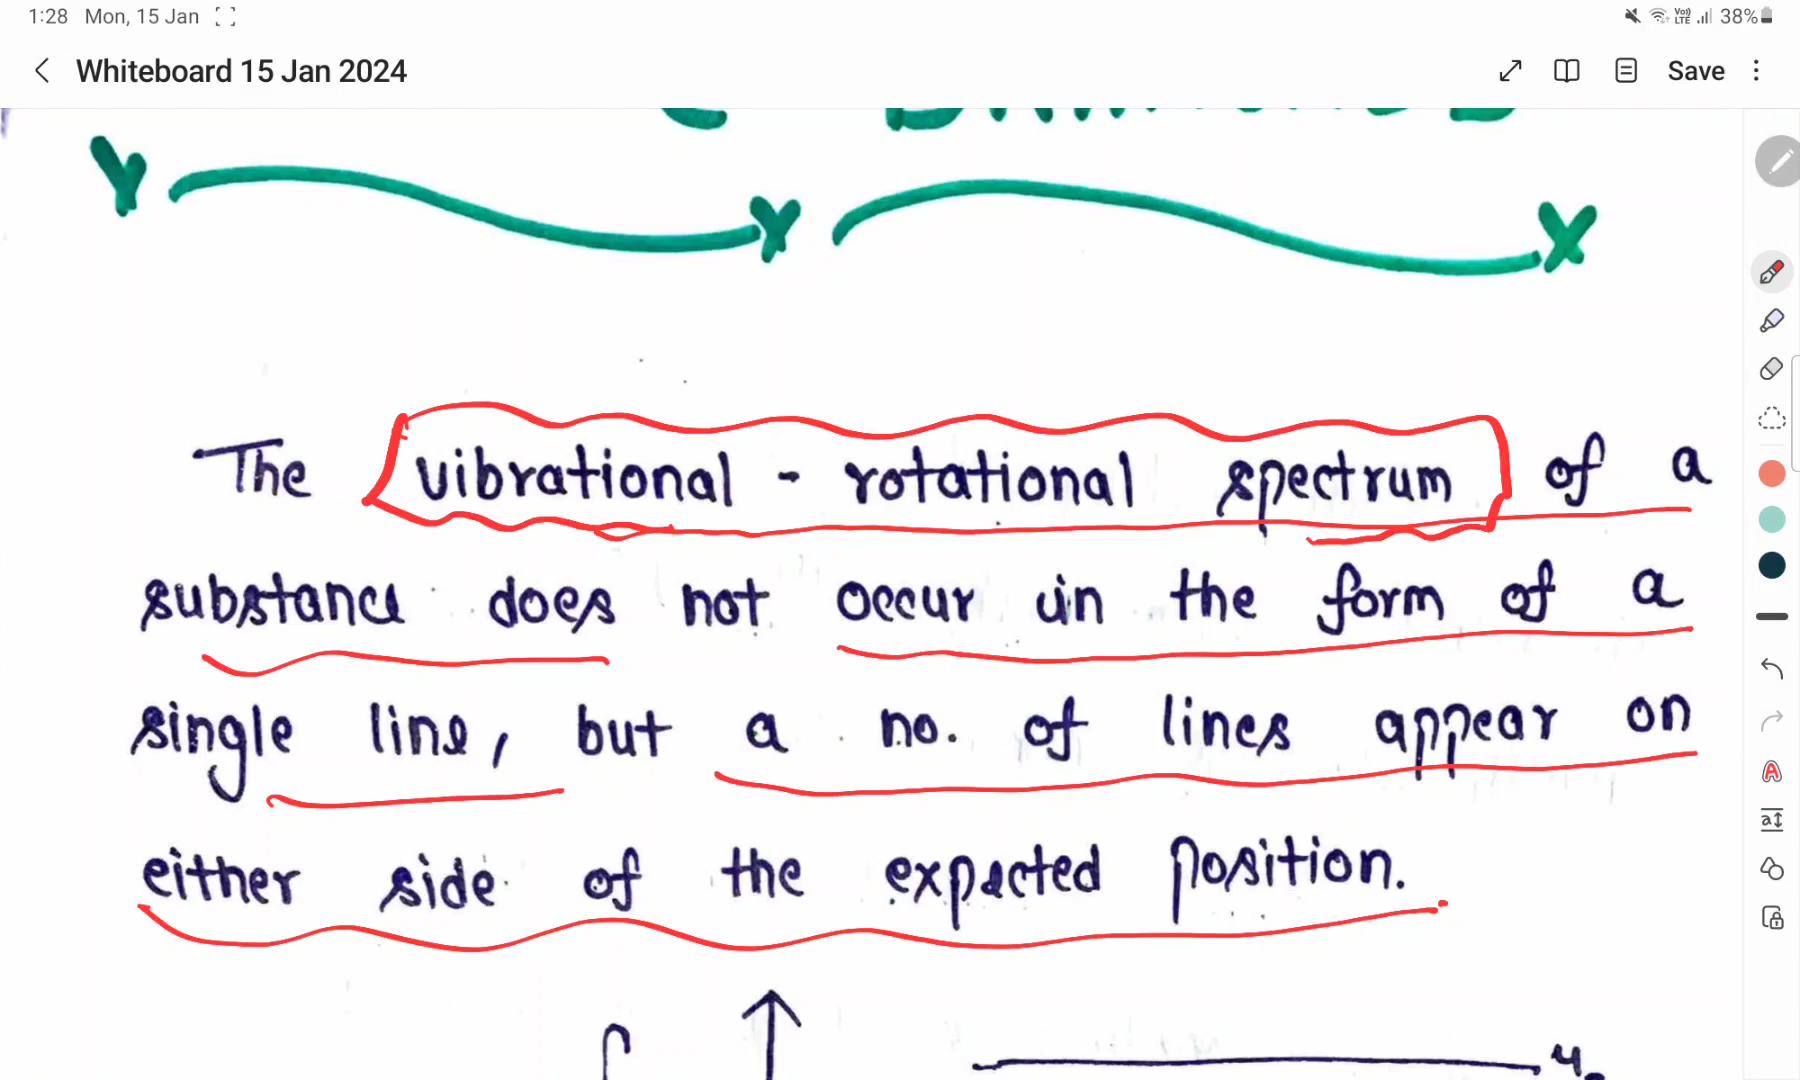 1:28 Mon, 15 Jan VoLTE 38%
Whiteboard 15 Jan 2024 Save
The vibrational - rotational spectrum of a
substance does not occur in the form of a
single line, but a no. of lines appear on
either side of the expected position.